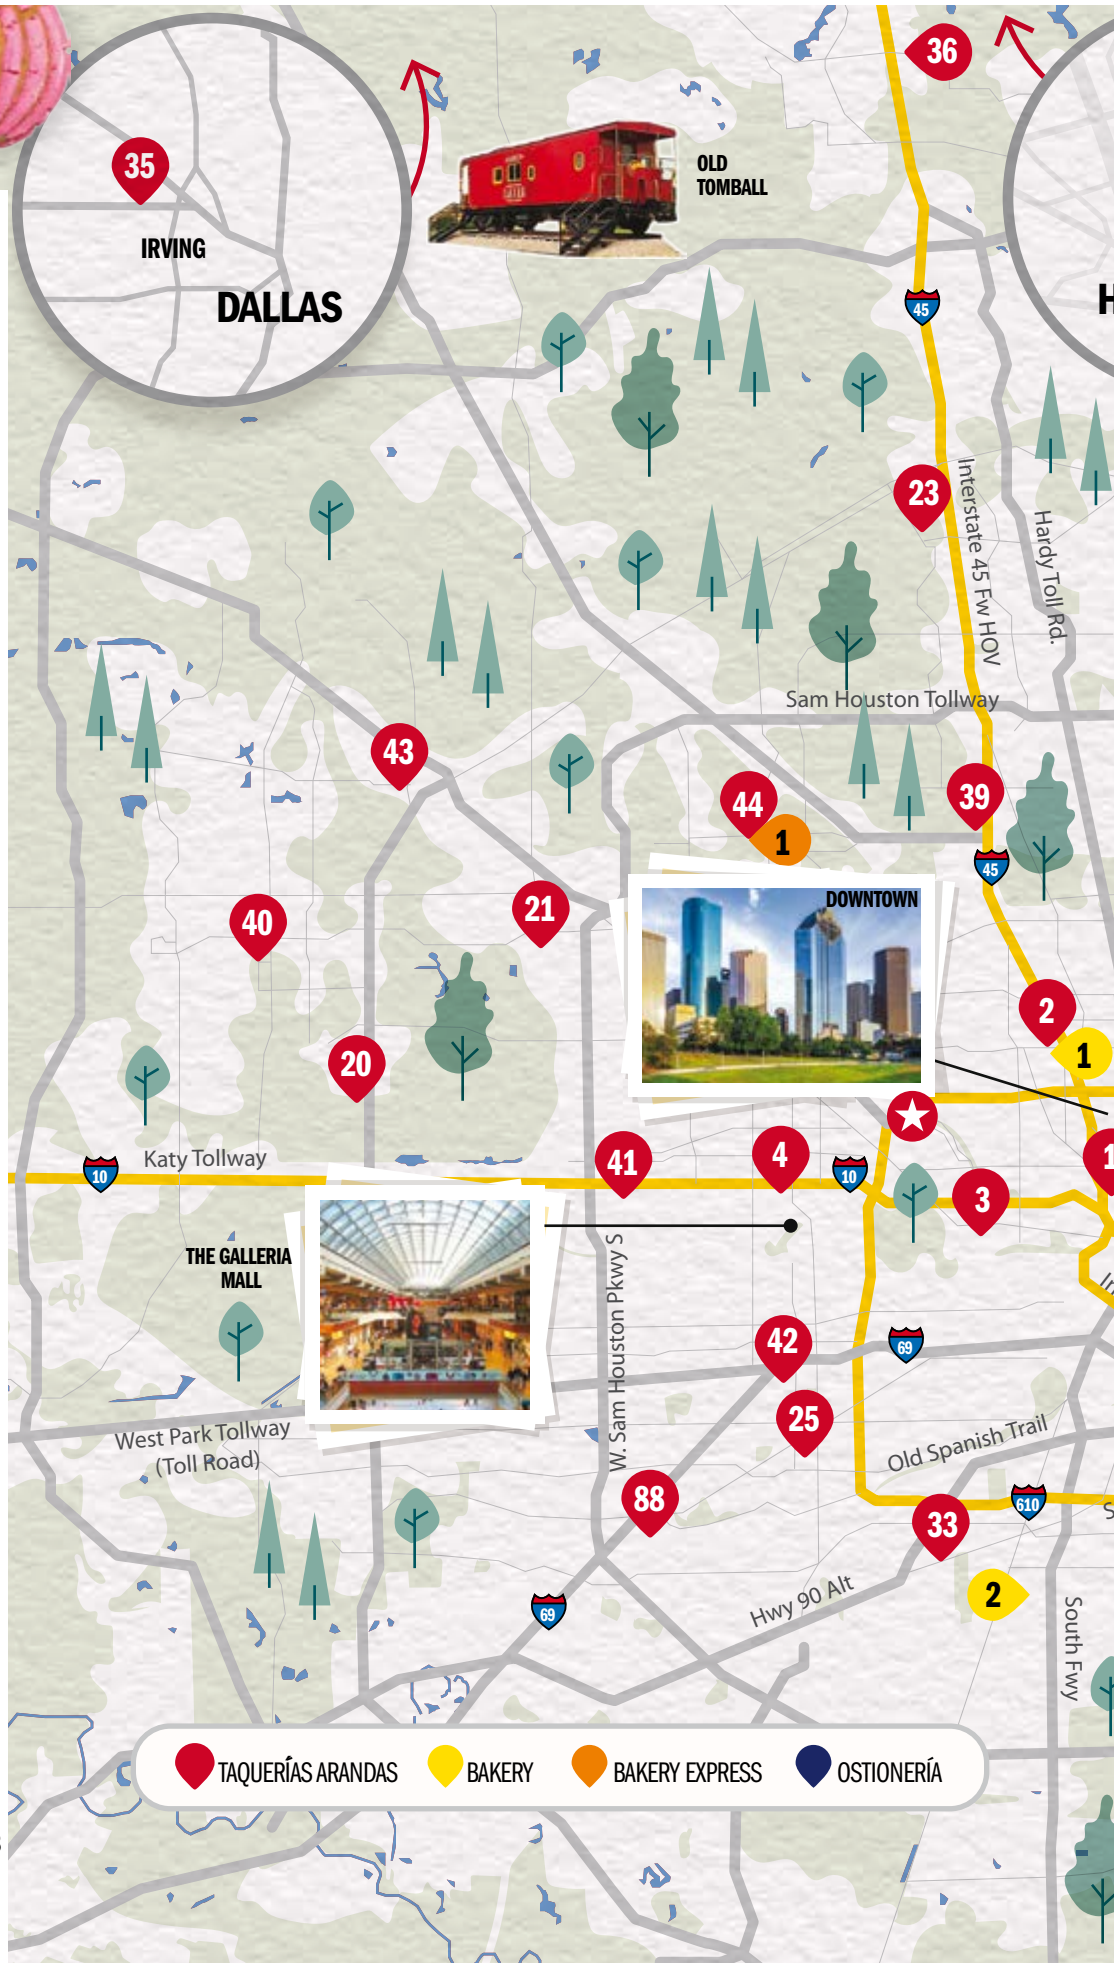 36
35
OLD
TOMBALL
IRVING
DALLAS
H
45
23
Interstate 45 Fw HOV
Hardy Toll Rd.
Sam Houston Tollway
43
44
39
1
45
DOWNTOWN
21
40
2
1
20
4
41
1
Katy Tollway
10
10
3
THE GALLERIA
MALL
W. Sam Houston Pkwy S
In
42
69
25
West Park Tollway
(Toll Road)
Old Spanish Trail
88
610
S
33
Hwy 90 Alt
2
69
South Fwy
TAQUERÍAS ARANDAS
BAKERY
BAKERY EXPRESS
OSTIONERÍA